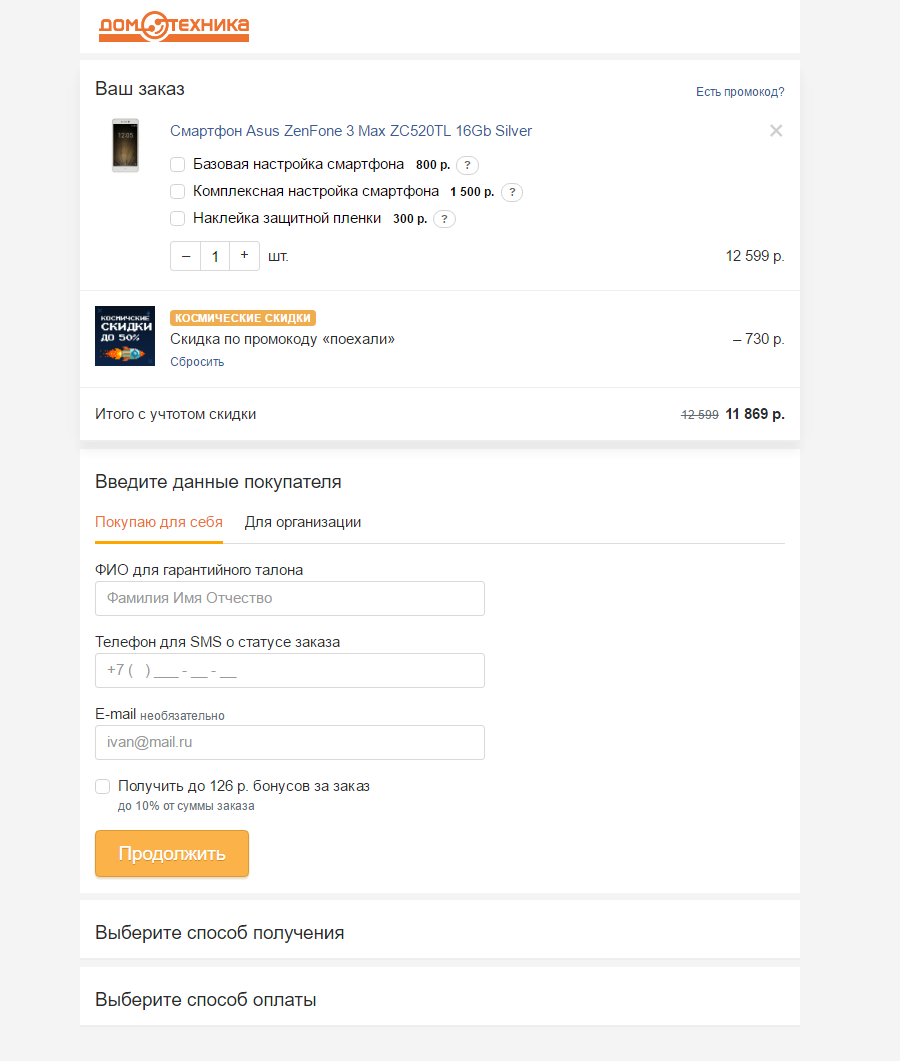 ДОМОТЕХНИКА
Ваш заказ
Есть промокод?
Смартфон Asus ZenFone 3 Max ZC520TL 16Gb Silver
×
12:05
Базовая настройка смартфона 800 р. ?
Комплексная настройка смартфона 1 500 р. ?
Наклейка защитной пленки 300 р. ?
– 1 + шт.
12 599 р.
КОСМИЧСКИЕ
СКИДКИ
ДО 50%
КОСМИЧЕСКИЕ СКИДКИ
Скидка по промокоду «поехали»
– 730 р.
Сбросить
Итого с учтотом скидки
12 599 11 869 р.
Введите данные покупателя
Покупаю для себя Для организации
ФИО для гарантийного талона
Фамилия Имя Отчество
Телефон для SMS о статусе заказа
+7 ( ) ___ - __ - __
E-mail необязательно
ivan@mail.ru
Получить до 126 р. бонусов за заказ
до 10% от суммы заказа
Продолжить
Выберите способ получения
Выберите способ оплаты